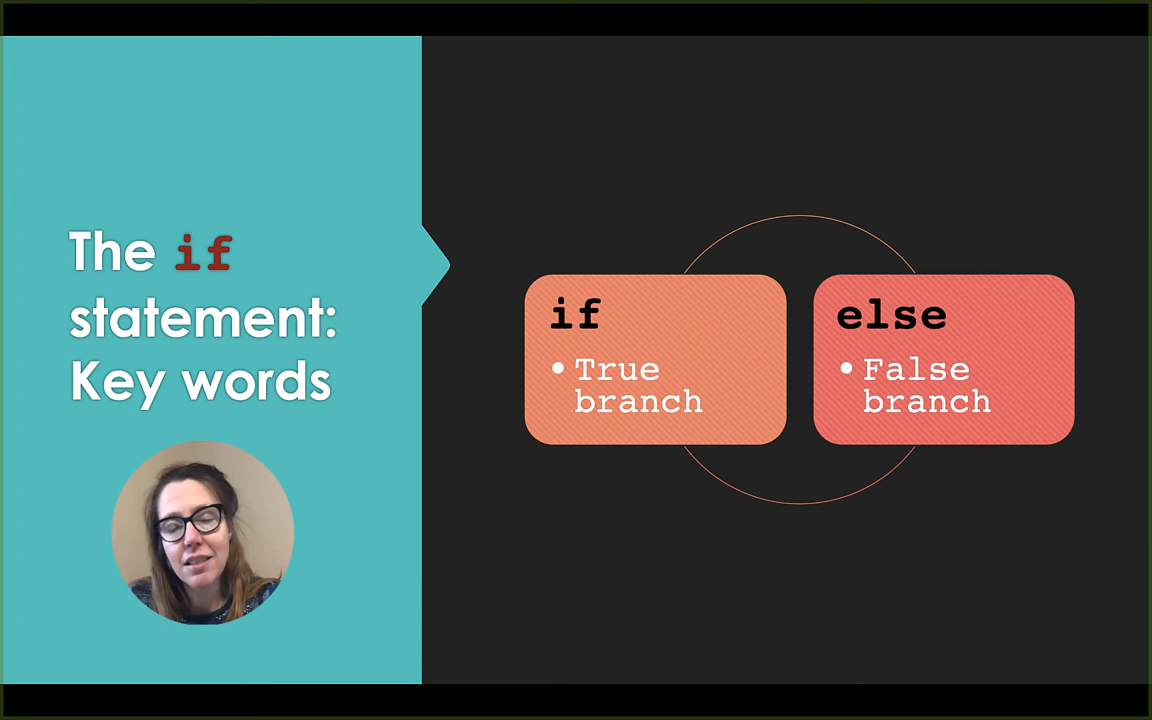 The if
statement:
Key words
if
• True
branch
else
• False
branch